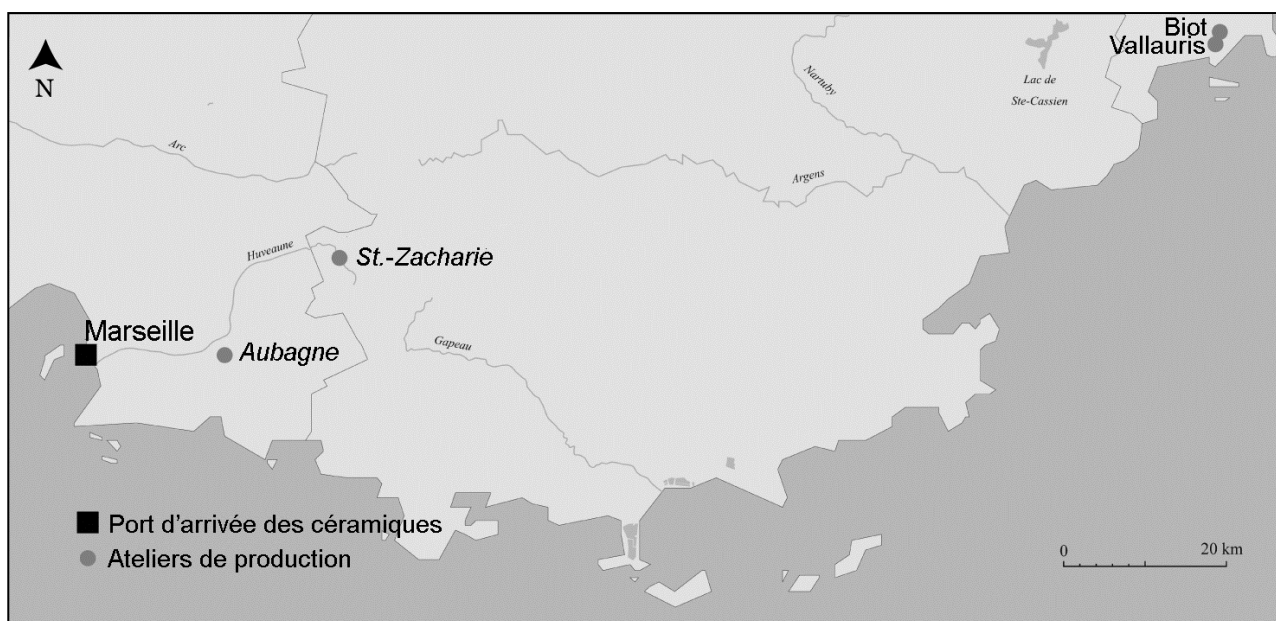 Biot
Vallauris
N
Nartuby
Lac de
Ste-Cassien
Arc
Argens
Huveaune
St.-Zacharie
Marseille
Aubagne
Gapeau
Port d'arrivée des céramiques
Ateliers de production
0 20 km